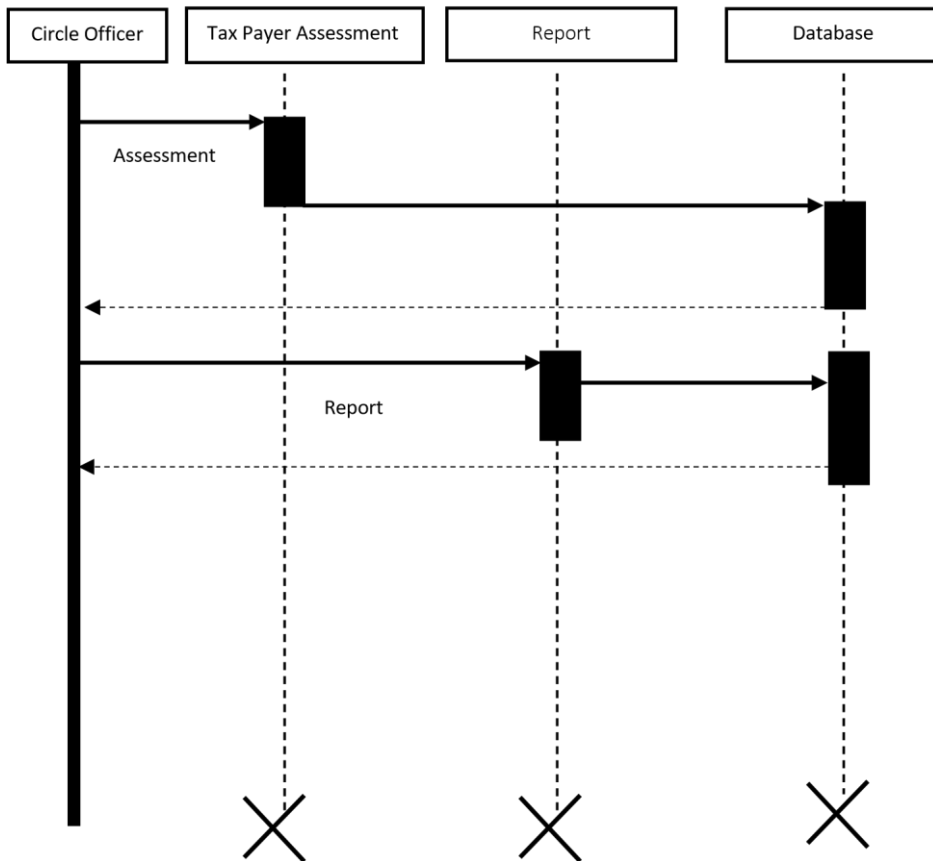 Circle Officer
Tax Payer Assessment
Report
Database
Assessment
Report